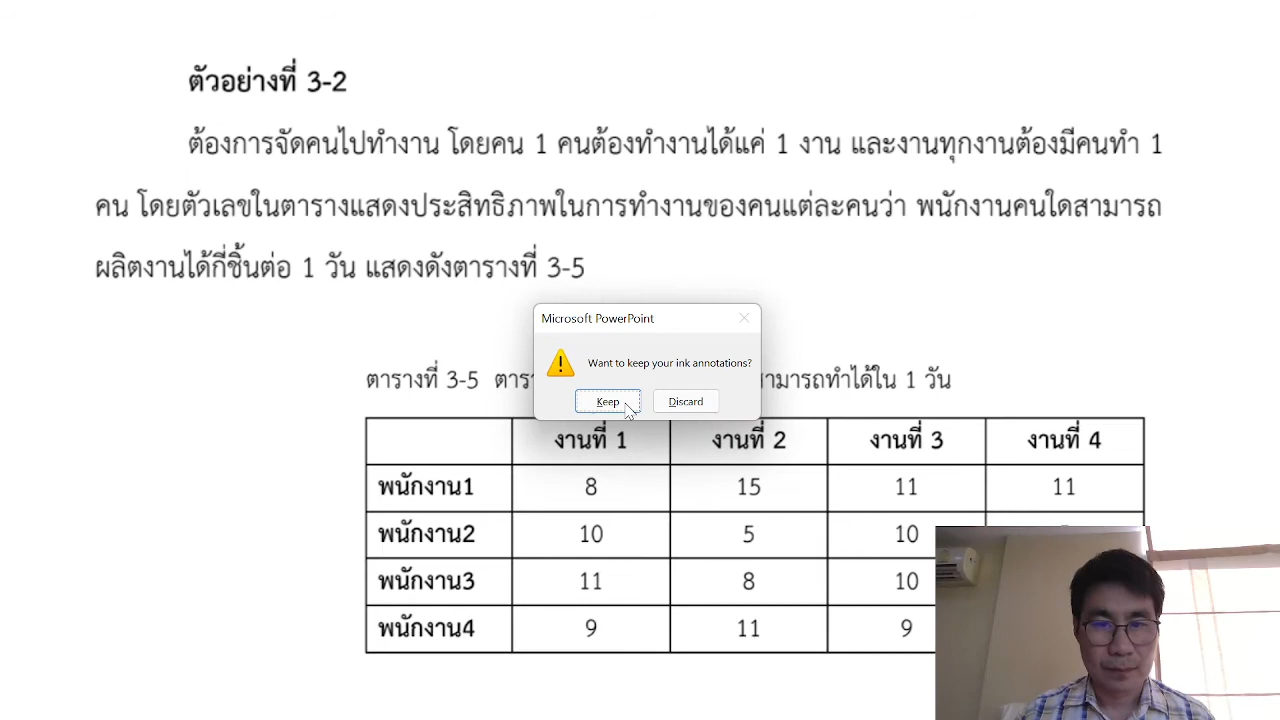 ตัวอย่างที่ 3-2
ต้องการจัดคนไปทำงาน โดยคน 1 คนต้องทำงานได้แค่ 1 งาน และงานทุกงานต้องมีคนทำ 1
คน โดยตัวเลขในตารางแสดงประสิทธิภาพในการทำงานของคนแต่ละคนว่า พนักงานคนใดสามารถ
ผลิตงานได้กี่ชิ้นต่อ 1 วัน แสดงดังตารางที่ 3-5
Microsoft PowerPoint
Want to keep your ink annotations?
Keep Discard
ตารางที่ 3-5 สามารถทำได้ใน 1 วัน
งานที่ 1 งานที่ 2 งานที่ 3 งานที่ 4
พนักงาน1 8 15 11 11
พนักงาน2 10 5 10
พนักงาน3 11 8 10
พนักงาน4 9 11 9